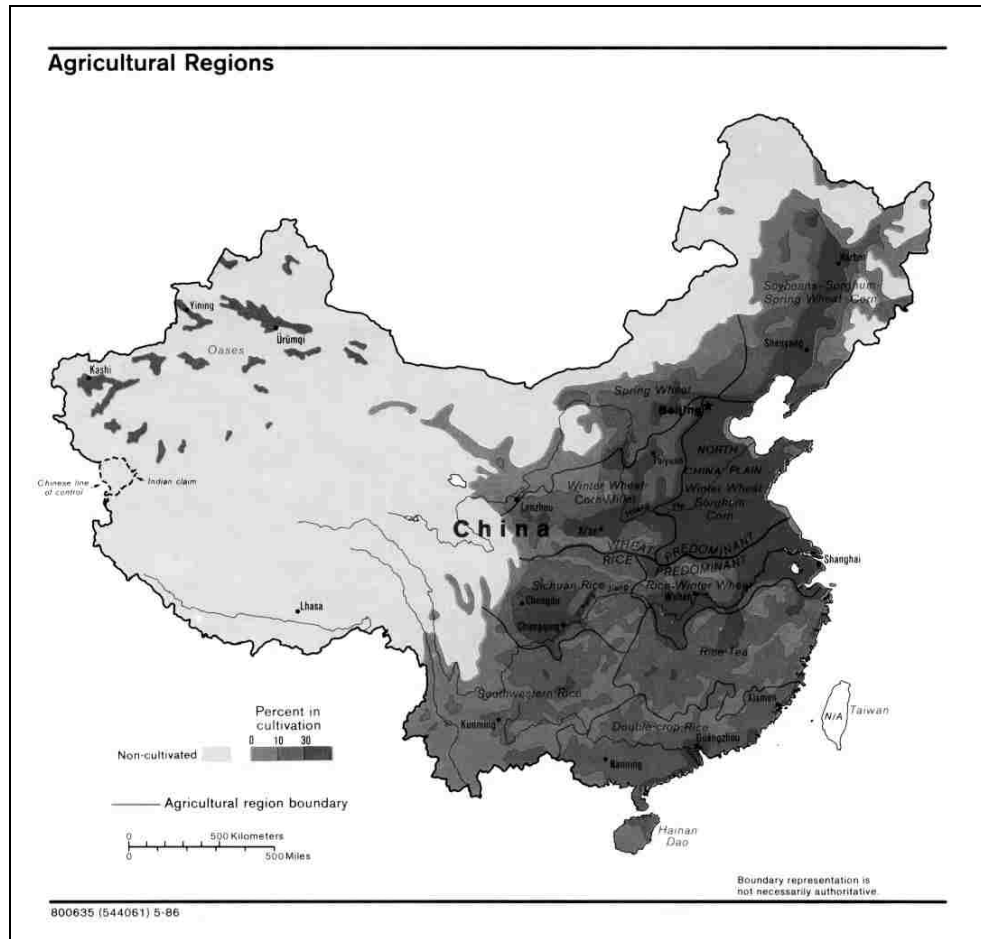 Agricultural Regions
Harbin
Soybeans-Sorghum-
Spring Wheat-Corn
Yining
Ürümqi
Oases
Shenyang
Kashi
Spring Wheat
Beijing
NORTH
CHINA PLAIN
Taiyuan
Chinese line
of control
Indian claim
Winter Wheat-
Corn-Millet
Winter Wheat
Sorghum-
Corn
Lanzhou
Huang
He
China
Xi'an
WHEAT PREDOMINANT
RICE PREDOMINANT
Shanghai
Sichuan Rice
Jiang
Rice-Winter Wheat
Chengdu
Wuhan
Lhasa
Chongqing
Rice-Tea
Southwestern Rice
Xiamen
N/A
Taiwan
Kunming
Double-crop Rice
Guangzhou
Nanning
Percent in
cultivation
0 10 30
Non-cultivated
Agricultural region boundary
0 500 Kilometers
0 500 Miles
Hainan
Dao
Boundary representation is
not necessarily authoritative.
800635 (544061) 5-86